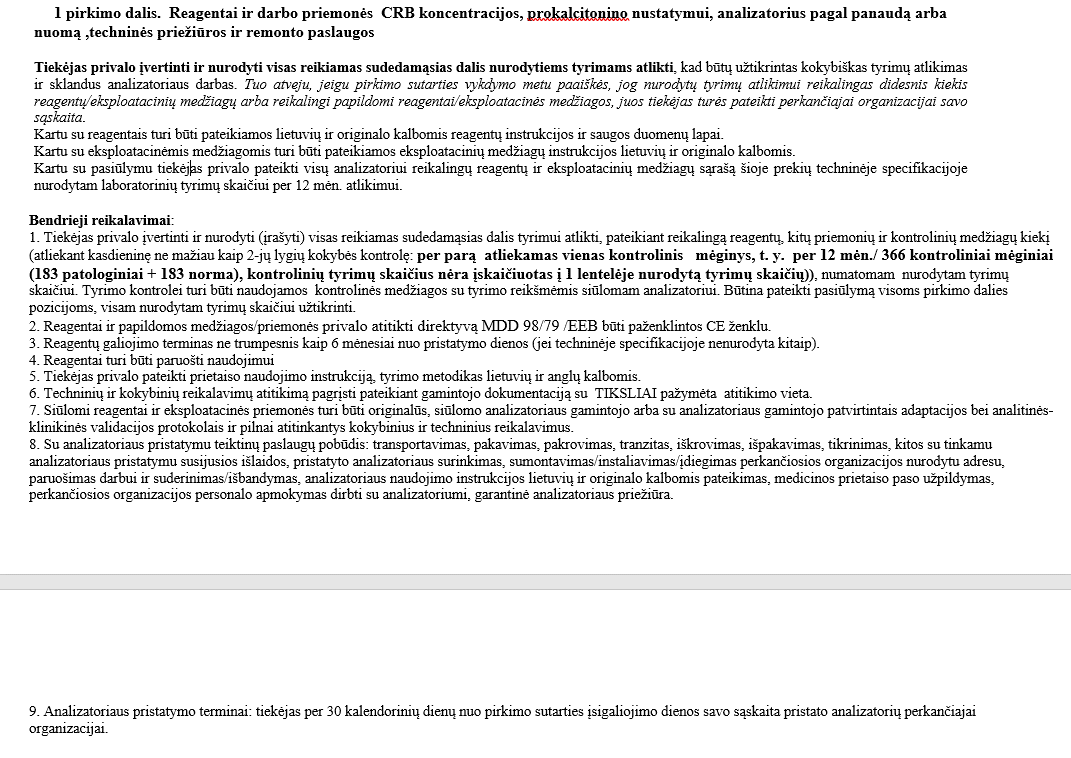 1 pirkimo dalis.  Reagentai ir darbo priemonės  CRB koncentracijos, prokalcitonino nustatymui, analizatorius pagal panaudą arba
nuomą ,techninės priežiūros ir remonto paslaugos
Tiekėjas privalo įvertinti ir nurodyti visas reikiamas sudedamąsias dalis nurodytiems tyrimams atlikti, kad būtų užtikrintas kokybiškas tyrimų atlikimas
ir sklandus analizatoriaus darbas. Tuo atveju, jeigu pirkimo sutarties vykdymo metu paaiškės, jog nurodytų tyrimų atlikimui reikalingas didesnis kiekis
reagentų/eksploatacinių medžiagų arba reikalingi papildomi reagentai/eksploatacinės medžiagos, juos tiekėjas turės pateikti perkančiajai organizacijai savo
sąskaita.
Kartu su reagentais turi būti pateikiamos lietuvių ir originalo kalbomis reagentų instrukcijos ir saugos duomenų lapai.
Kartu su eksploatacinėmis medžiagomis turi būti pateikiamos eksploatacinių medžiagų instrukcijos lietuvių ir originalo kalbomis.
Kartu su pasiūlymu tiekėjas privalo pateikti visų analizatoriui reikalingų reagentų ir eksploatacinių medžiagų sąrašą šioje prekių techninėje specifikacijoje
nurodytam laboratorinių tyrimų skaičiui per 12 mėn. atlikimui.
Bendrieji reikalavimai:
1. Tiekėjas privalo įvertinti ir nurodyti (įrašyti) visas reikiamas sudedamąsias dalis tyrimui atlikti, pateikiant reikalingą reagentų, kitų priemonių ir kontrolinių medžiagų kiekį
(atliekant kasdieninę ne mažiau kaip 2-jų lygių kokybės kontrolę: per parą  atliekamas vienas kontrolinis   mėginys, t. y.  per 12 mėn./ 366 kontroliniai mėginiai
(183 patologiniai + 183 norma), kontrolinių tyrimų skaičius nėra įskaičiuotas į 1 lentelėje nurodytą tyrimų skaičių)), numatomam  nurodytam tyrimų
skaičiui. Tyrimo kontrolei turi būti naudojamos  kontrolinės medžiagos su tyrimo reikšmėmis siūlomam analizatoriui. Būtina pateikti pasiūlymą visoms pirkimo dalies
pozicijoms, visam nurodytam tyrimų skaičiui užtikrinti.
2. Reagentai ir papildomos medžiagos/priemonės privalo atitikti direktyvą MDD 98/79 /EEB būti paženklintos CE ženklu.
3. Reagentų galiojimo terminas ne trumpesnis kaip 6 mėnesiai nuo pristatymo dienos (jei techninėje specifikacijoje nenurodyta kitaip).
4. Reagentai turi būti paruošti naudojimui
5. Tiekėjas privalo pateikti prietaiso naudojimo instrukciją, tyrimo metodikas lietuvių ir anglų kalbomis.
6. Techninių ir kokybinių reikalavimų atitikimą pagrįsti pateikiant gamintojo dokumentaciją su  TIKSLIAI pažymėta  atitikimo vieta.
7. Siūlomi reagentai ir eksploatacinės priemonės turi būti originalūs, siūlomo analizatoriaus gamintojo arba su analizatoriaus gamintojo patvirtintais adaptacijos bei analitinės-
klinikinės validacijos protokolais ir pilnai atitinkantys kokybinius ir techninius reikalavimus.
8. Su analizatoriaus pristatymu teiktinų paslaugų pobūdis: transportavimas, pakavimas, pakrovimas, tranzitas, iškrovimas, išpakavimas, tikrinimas, kitos su tinkamu
analizatoriaus pristatymu susijusios išlaidos, pristatyto analizatoriaus surinkimas, sumontavimas/instaliavimas/įdiegimas perkančiosios organizacijos nurodytu adresu,
paruošimas darbui ir suderinimas/išbandymas, analizatoriaus naudojimo instrukcijos lietuvių ir originalo kalbomis pateikimas, medicinos prietaiso paso užpildymas,
perkančiosios organizacijos personalo apmokymas dirbti su analizatoriumi, garantinė analizatoriaus priežiūra.
9. Analizatoriaus pristatymo terminai: tiekėjas per 30 kalendorinių dienų nuo pirkimo sutarties įsigaliojimo dienos savo sąskaita pristato analizatorių perkančiajai
organizacijai.